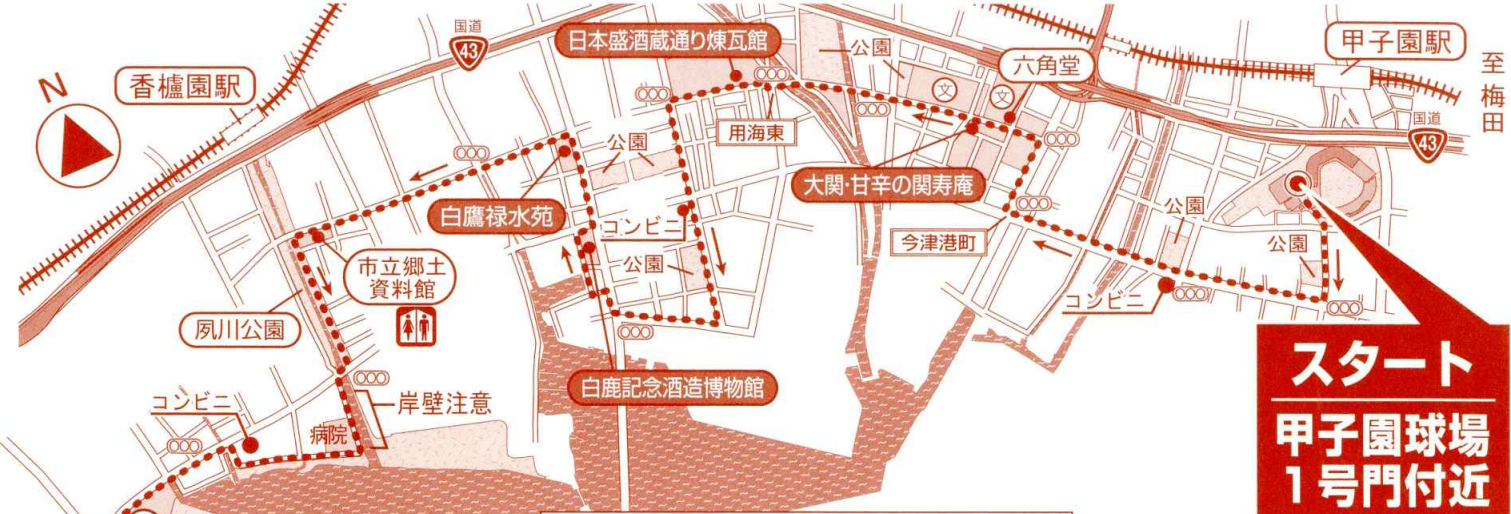 国道
43
日本盛酒蔵通り煉瓦館
公園
六角堂
甲子園駅
至梅田
N
香櫨園駅
文
文
国道
43
用海東
公園
大関・甘辛の関寿庵
白鷹禄水苑
コンビニ
公園
今津港町
公園
公園
市立郷土
資料館
夙川公園
コンビニ
白鹿記念酒造博物館
コンビニ
岸壁注意
病院
スタート
甲子園球場
1号門付近